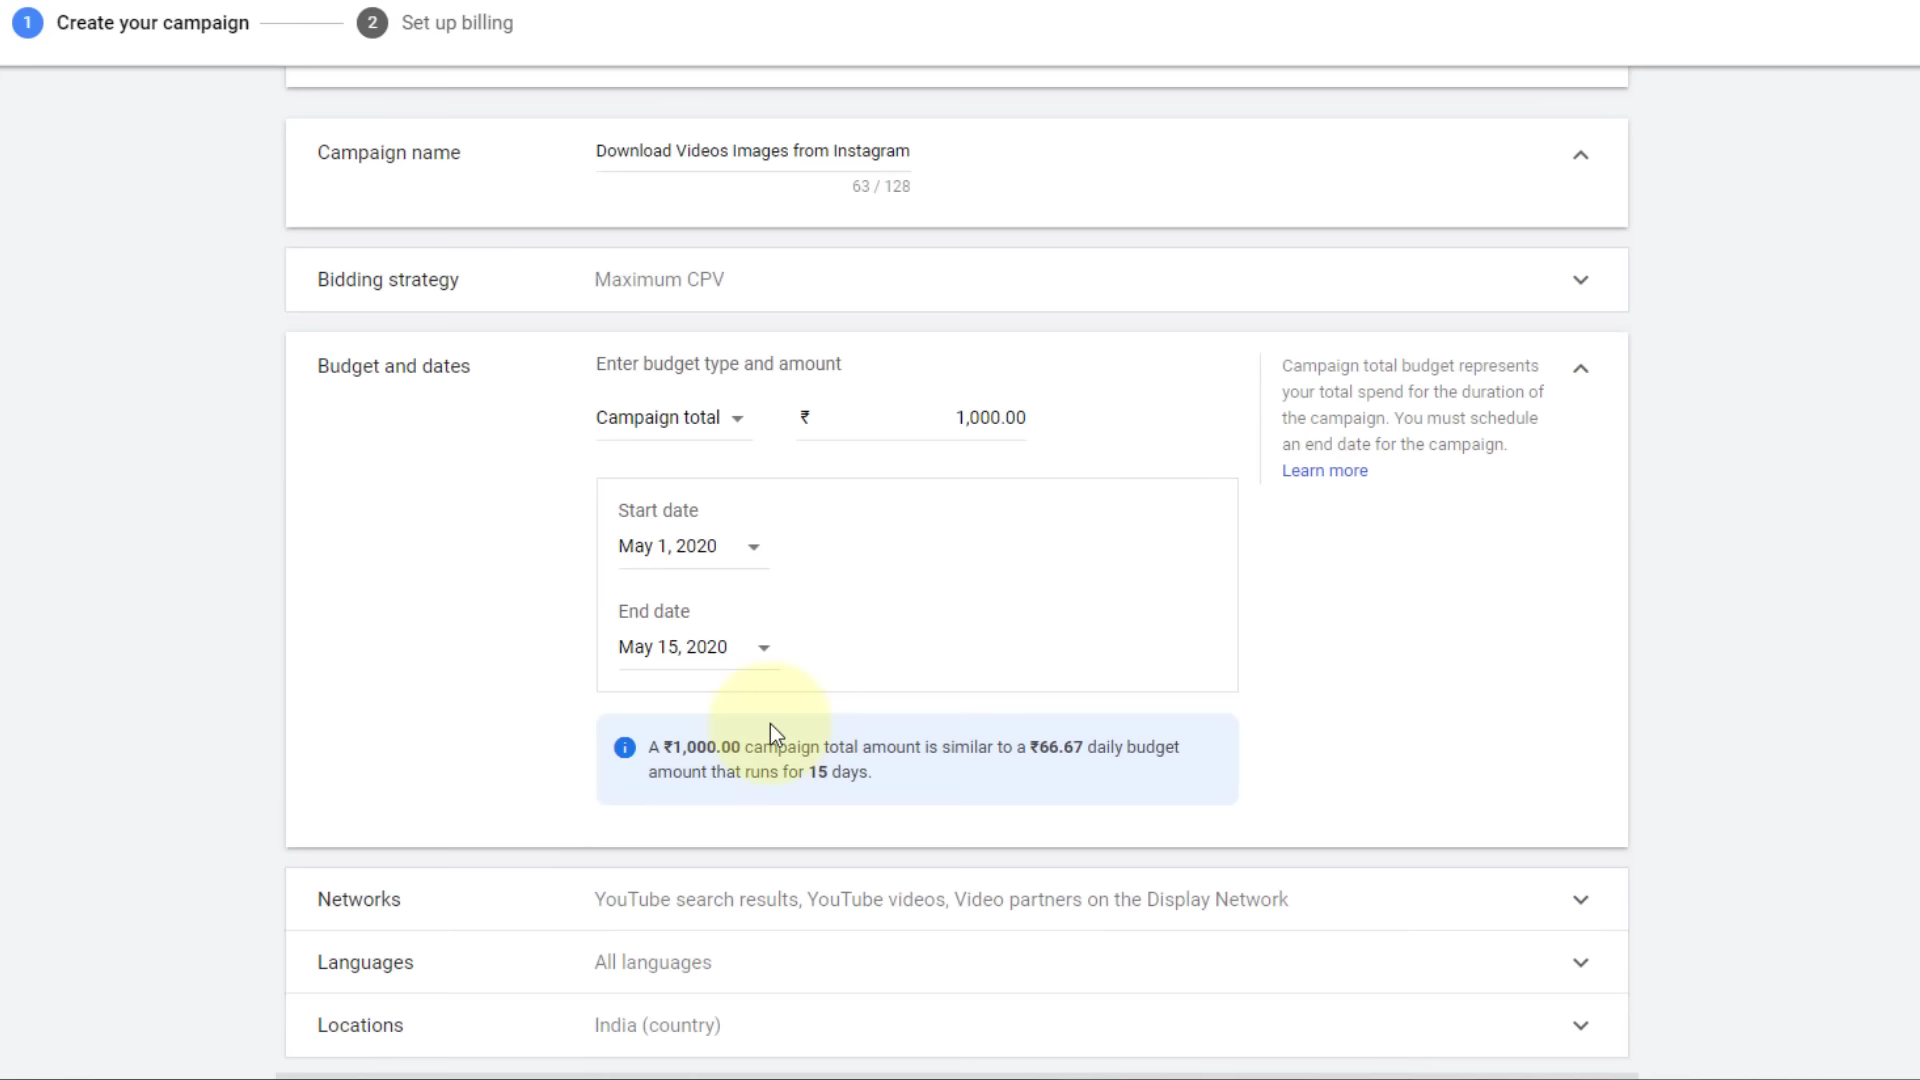 1 Create your campaign 2 Set up billing
Campaign name Download Videos Images from Instagram
63 / 128
Bidding strategy Maximum CPV
Budget and dates Enter budget type and amount
Campaign total ₹ 1,000.00
Campaign total budget represents
your total spend for the duration of
the campaign. You must schedule
an end date for the campaign.
Learn more
Start date
May 1, 2020
End date
May 15, 2020
A ₹1,000.00 campaign total amount is similar to a ₹66.67 daily budget
amount that runs for 15 days.
Networks YouTube search results, YouTube videos, Video partners on the Display Network
Languages All languages
Locations India (country)